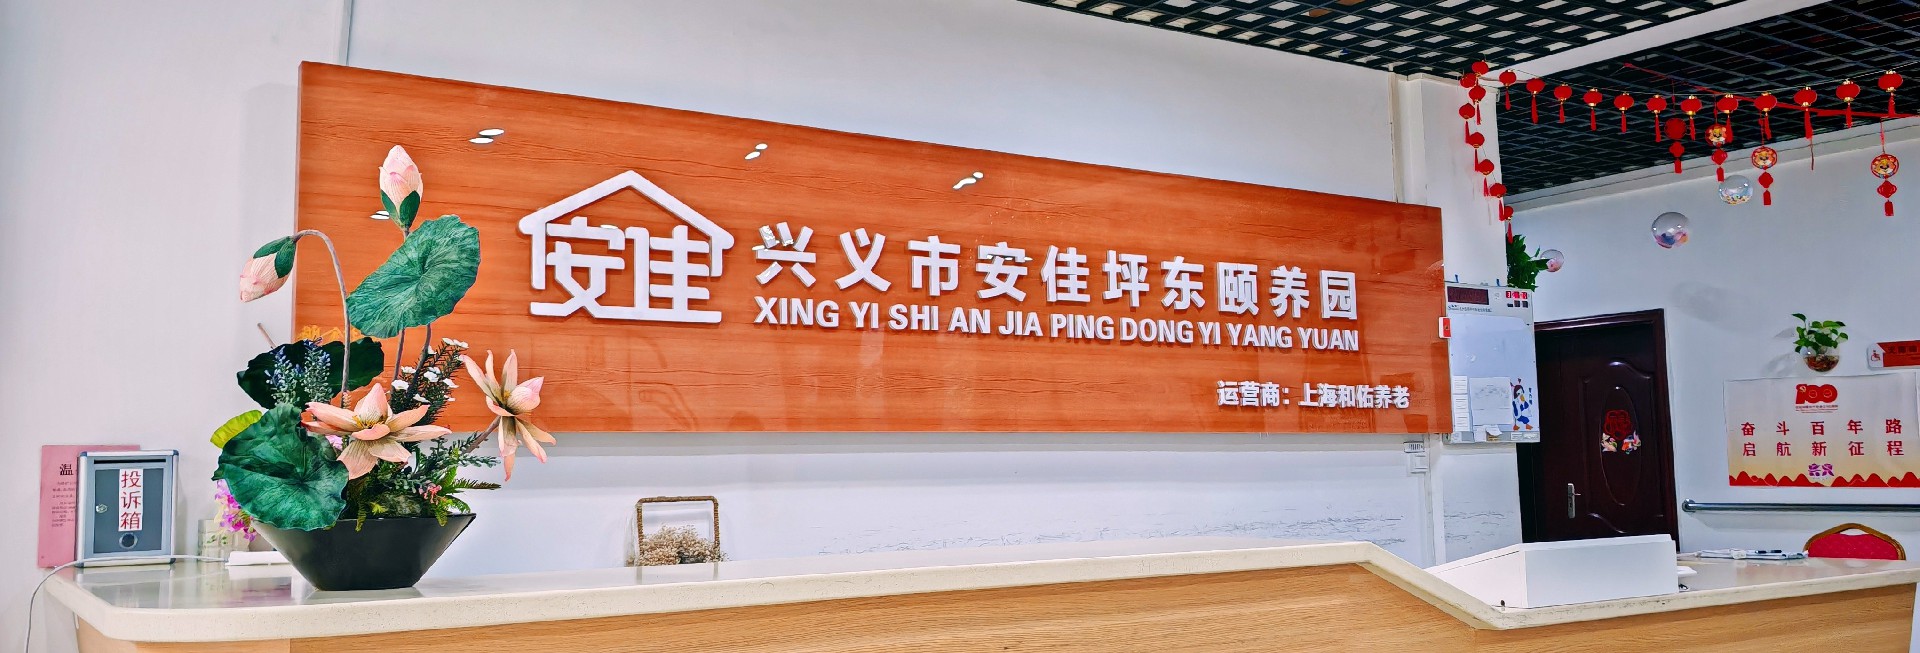 安佳
兴义市安佳坪东颐养园
XING YI SHI AN JIA PING DONG YI YANG YUAN
运营商：上海和佑养老
温
投诉箱
100
奋斗百年路
启航新征程